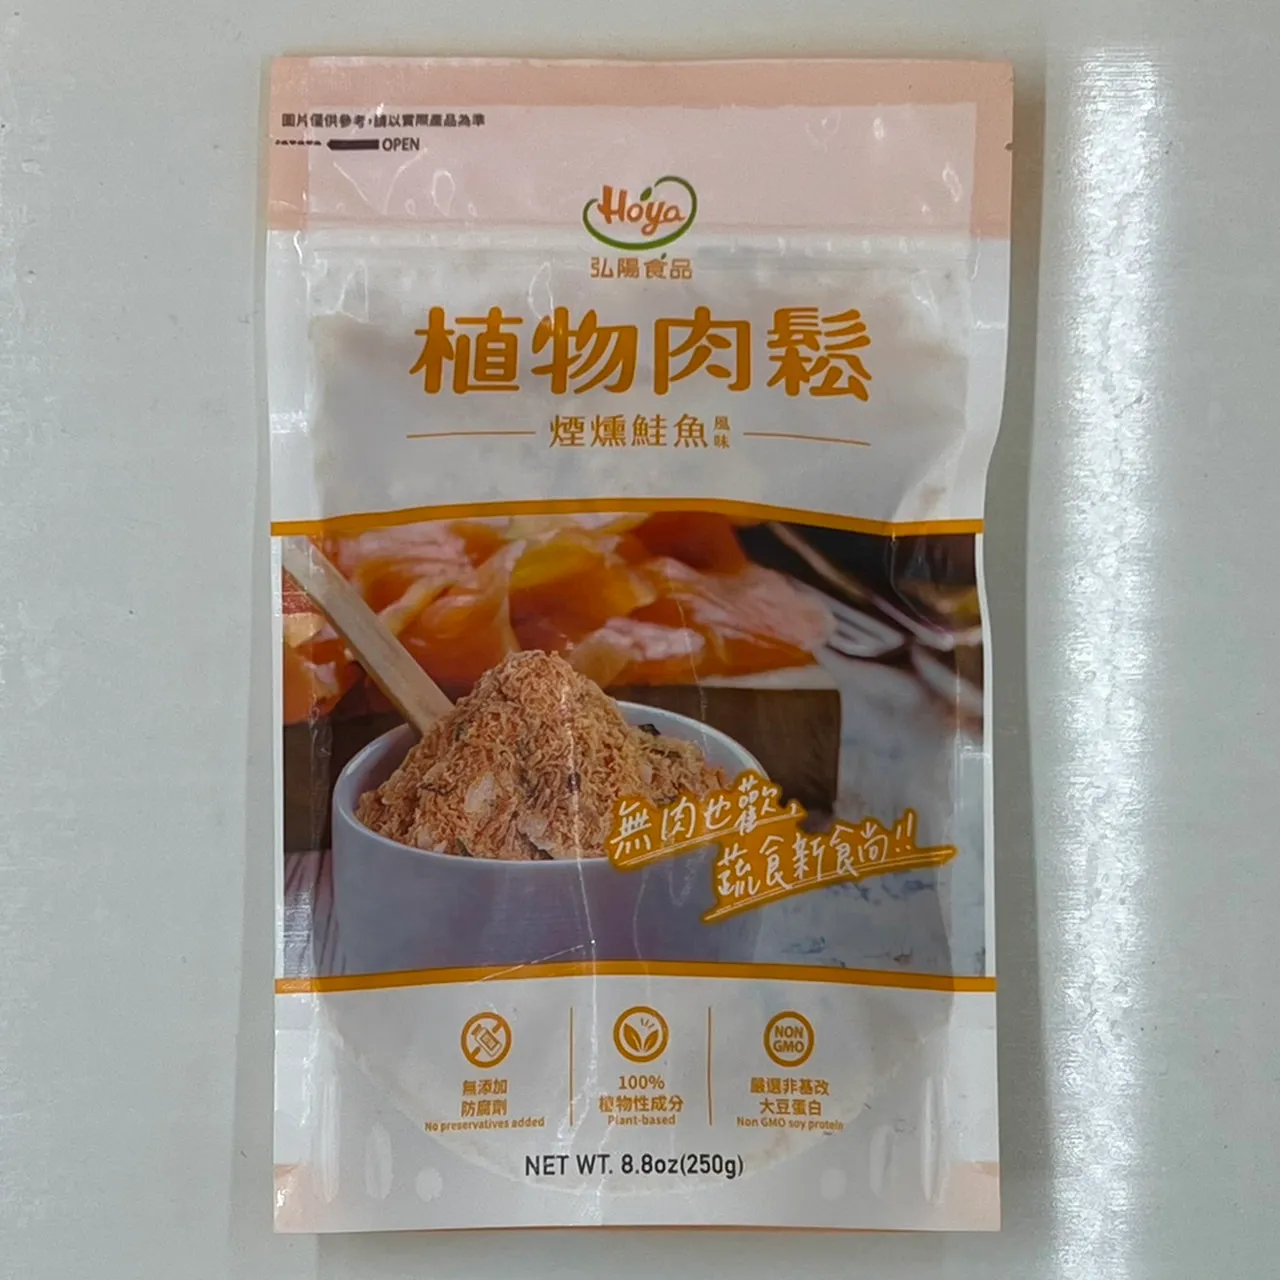 圖片僅供參考,請以實際產品為準
OPEN
Hoya
弘陽食品
植物肉鬆
煙燻鮭魚風味
無肉也歡,
蔬食新食尚!!
無添加
防腐劑
No preservatives added
100%
植物性成分
Plant-based
NON
GMO
嚴選非基改
大豆蛋白
Non GMO soy protein
NET WT. 8.8oz(250g)